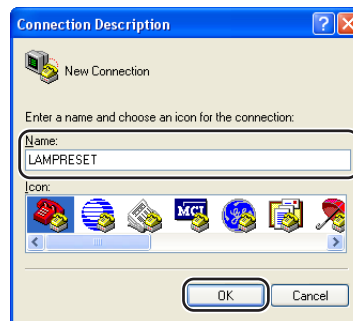 Connection Description
New Connection
Enter a name and choose an icon for the connection:
Name:
LAMPRESET
Icon:
MCI
OK Cancel